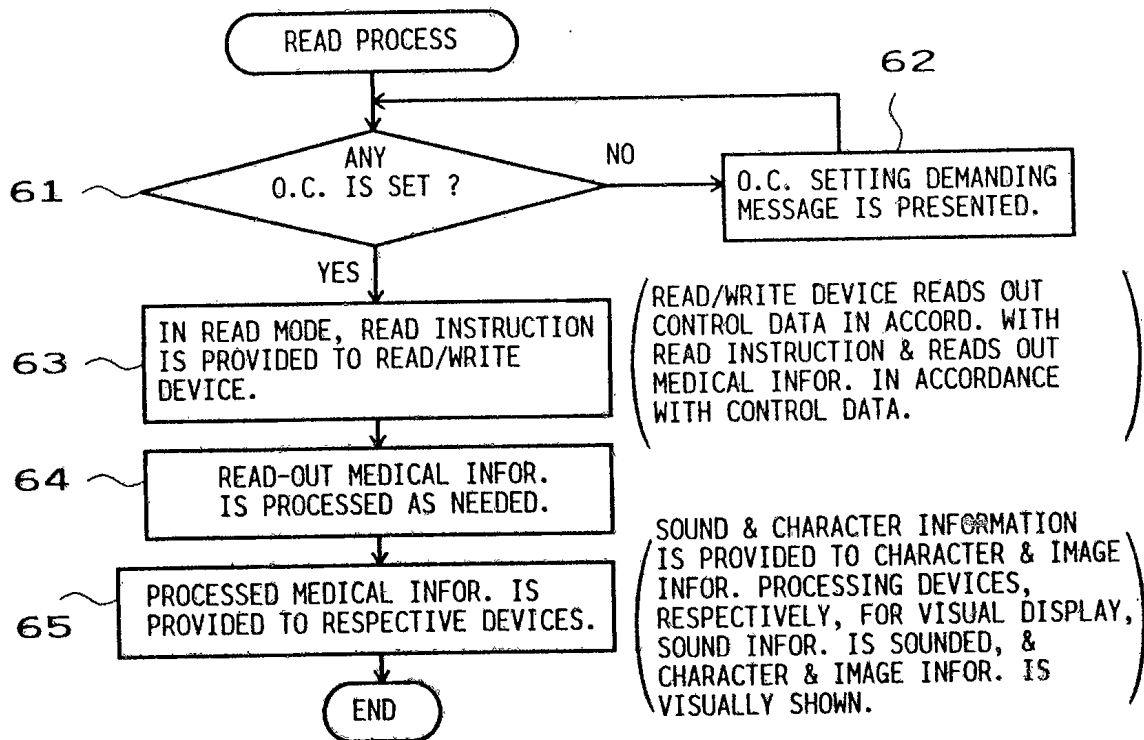 READ PROCESS
62
ANY
O.C. IS SET ?
NO
61
O.C. SETTING DEMANDING
MESSAGE IS PRESENTED.
YES
63
IN READ MODE, READ INSTRUCTION
IS PROVIDED TO READ/WRITE
DEVICE.
READ/WRITE DEVICE READS OUT
CONTROL DATA IN ACCORD. WITH
READ INSTRUCTION & READS OUT
MEDICAL INFOR. IN ACCORDANCE
WITH CONTROL DATA.
64
READ-OUT MEDICAL INFOR.
IS PROCESSED AS NEEDED.
65
PROCESSED MEDICAL INFOR. IS
PROVIDED TO RESPECTIVE DEVICES.
SOUND & CHARACTER INFORMATION
IS PROVIDED TO CHARACTER & IMAGE
INFOR. PROCESSING DEVICES,
RESPECTIVELY, FOR VISUAL DISPLAY,
SOUND INFOR. IS SOUNDED, &
CHARACTER & IMAGE INFOR. IS
VISUALLY SHOWN.
END